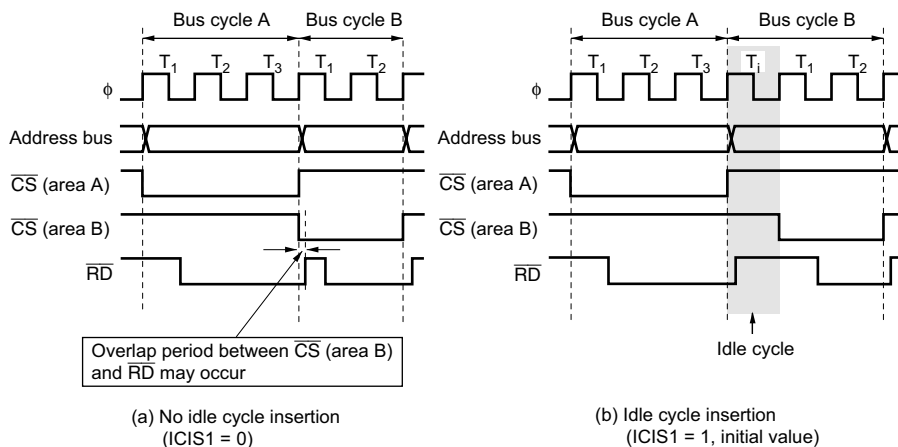 Bus cycle A
Bus cycle B
T1
T2
T3
T1
T2
ϕ
Address bus
CS (area A)
CS (area B)
RD
Overlap period between CS (area B)
and RD may occur
(a) No idle cycle insertion
(ICIS1 = 0)
Bus cycle A
Bus cycle B
T1
T2
T3
Ti
T1
T2
ϕ
Address bus
CS (area A)
CS (area B)
RD
Idle cycle
(b) Idle cycle insertion
(ICIS1 = 1, initial value)